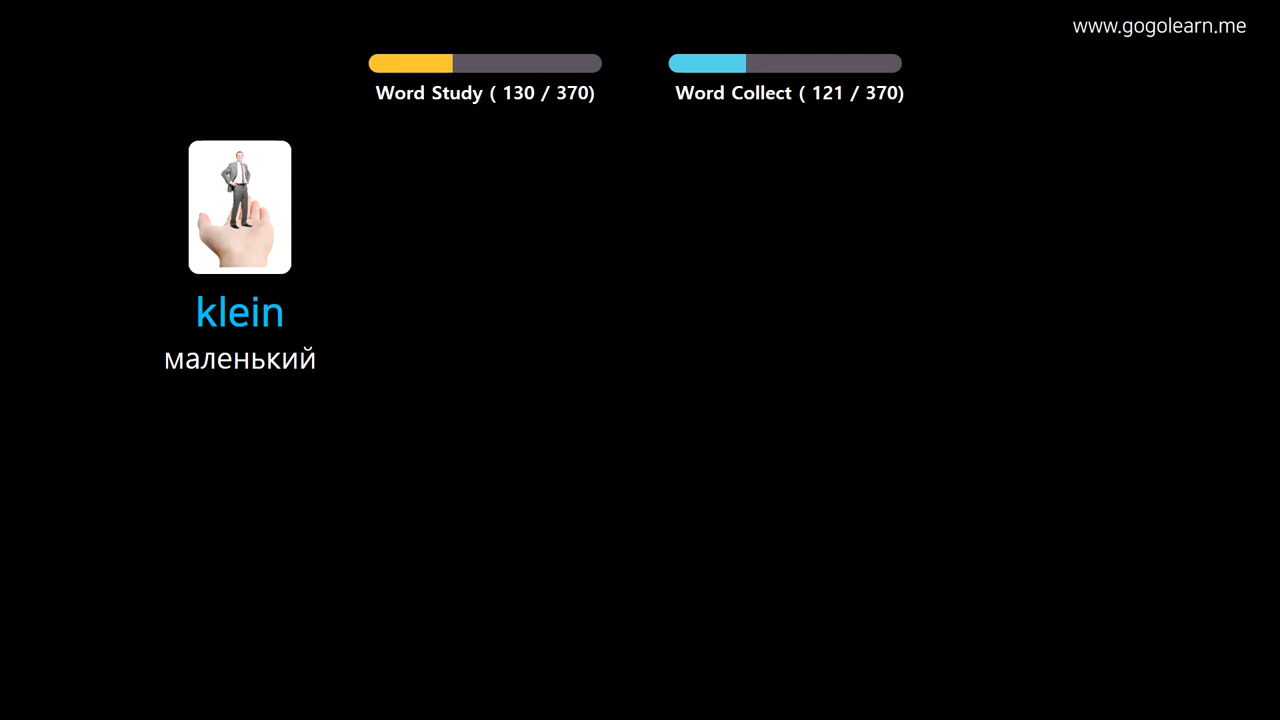 www.gogolearn.me
Word Study ( 130 / 370)
Word Collect ( 121 / 370)
klein
маленький